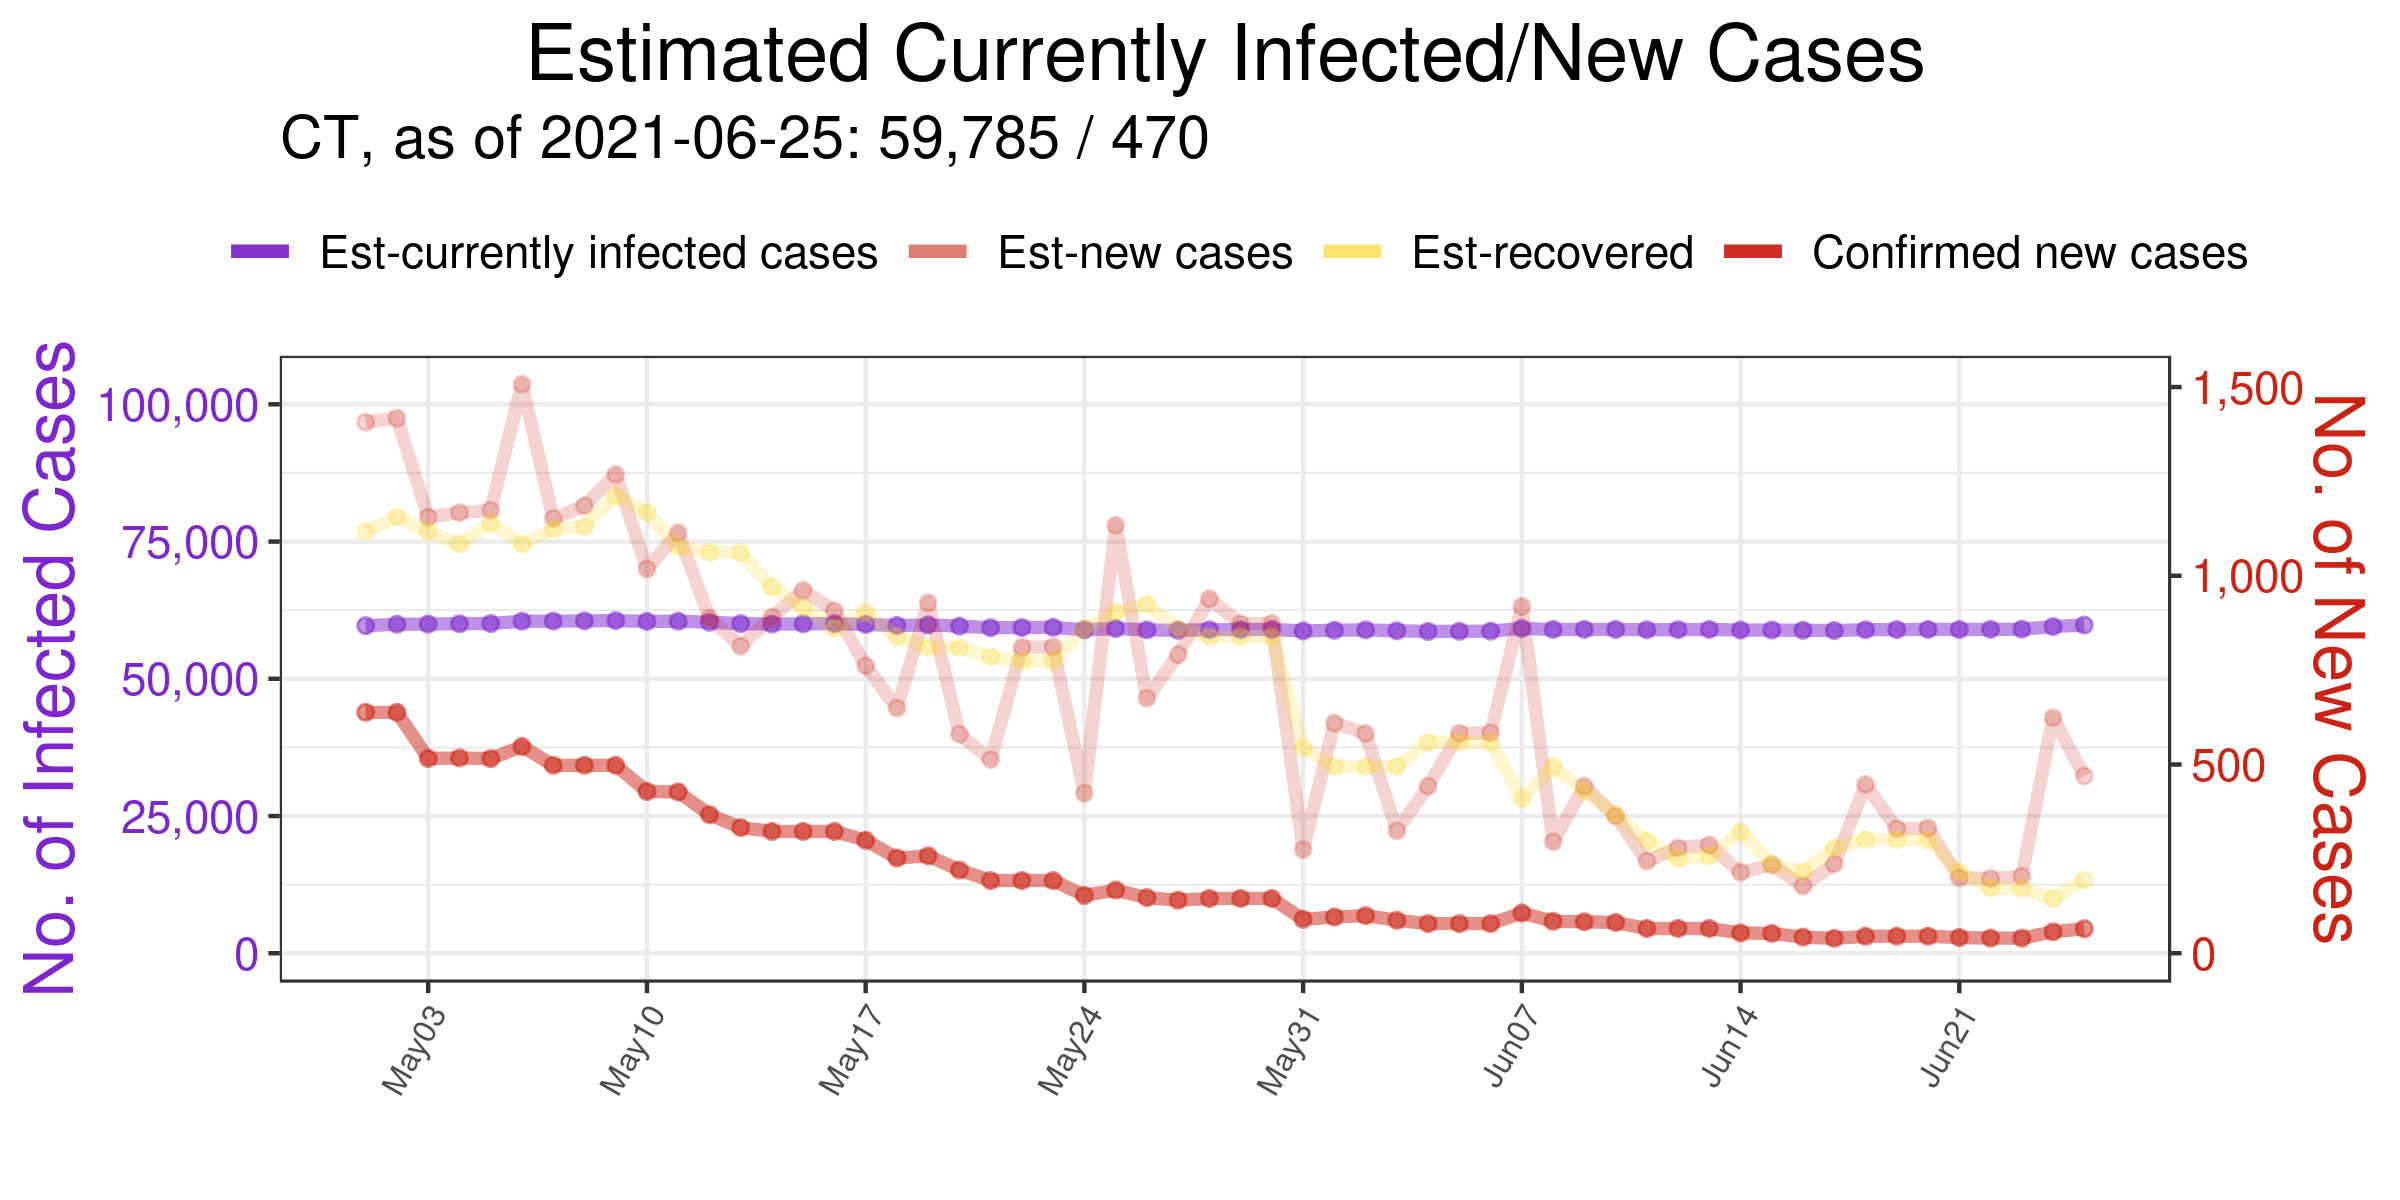 Estimated Currently Infected/New Cases
CT, as of 2021-06-25: 59,785 / 470
Est-currently infected cases Est-new cases Est-recovered Confirmed new cases
No. of Infected Cases
100,000
75,000
50,000
25,000
0
1,500
1,000
500
0
No. of New Cases
May03 May10 May17 May24 May31 Jun07 Jun14 Jun21